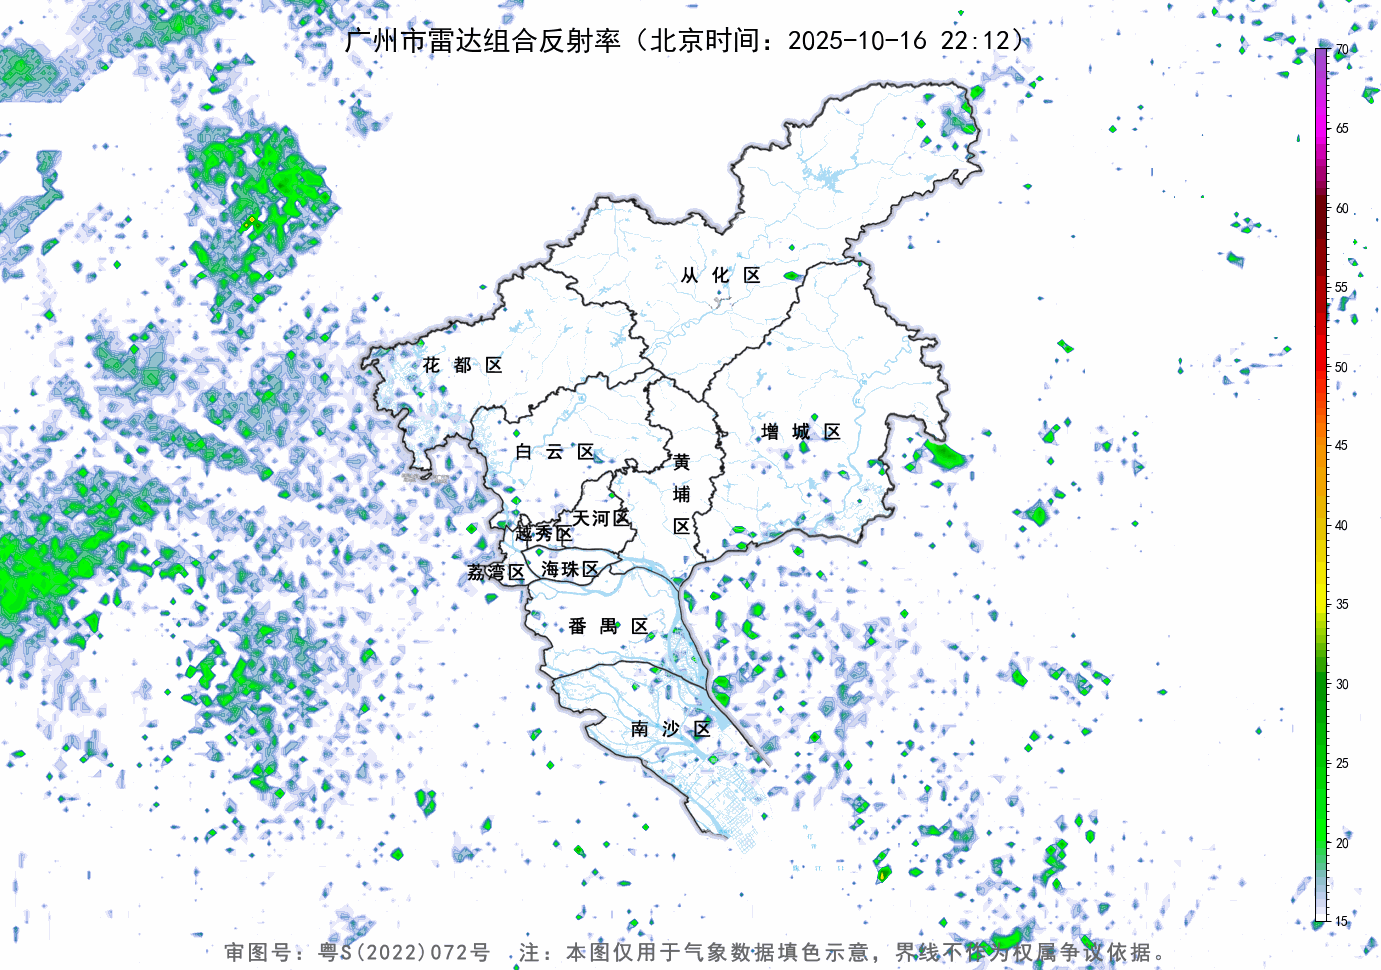 广州市雷达组合反射率（北京时间：2025-10-16 22:12）
70
65
60
55
50
45
40
35
30
25
20
15
从化区
花都区
增城区
白云区
黄埔区
天河区
越秀区
荔湾区
海珠区
番禺区
南沙区
审图号：粤S(2022)072号 注：本图仅用于气象数据填色示意，界线不作为权属争议依据。